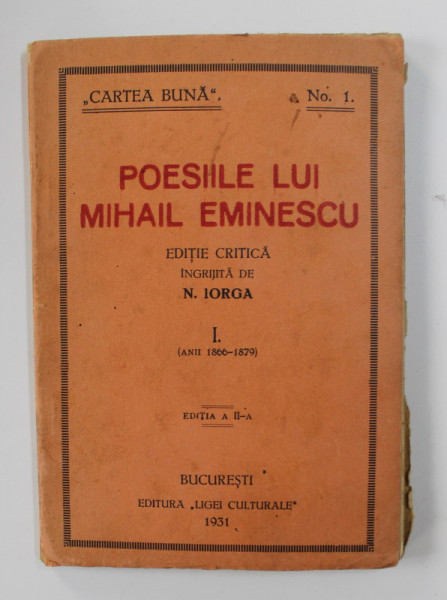 „CARTEA BUNĂ“. No. 1.
POESIILE LUI
MIHAIL EMINESCU
EDIȚIE CRITICĂ
ÎNGRIJITĂ DE
N. IORGA
I.
(ANII 1866–1879)
EDIȚIA A II-A
BUCUREȘTI
EDITURA „LIGEI CULTURALE“
1931